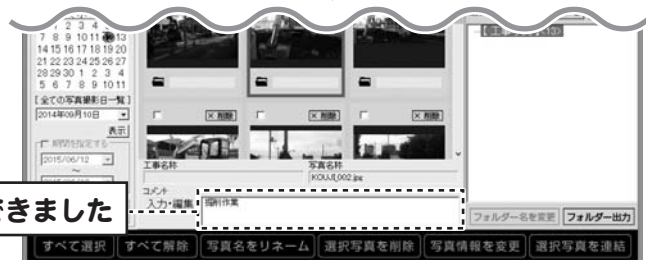 7 8 9 10 11 13
14 15 16 17 18 19 20
21 22 23 24 25 26 27
28 29 30 1 2 3 4
5 6 7 8 9 10 11
[全ての写真撮影日一覧]
2014年09月10日
表示
期間を指定する
2015/06/12
～
× 削除
× 削除
× 削除
工事名称
写真名称
KOUJI_002.jpg
コメント
入力・編集
掘削作業
できました
フォルダー名を変更
フォルダー出力
すべて選択
すべて解除
写真名をリネーム
選択写真を削除
写真情報を変更
選択写真を連結